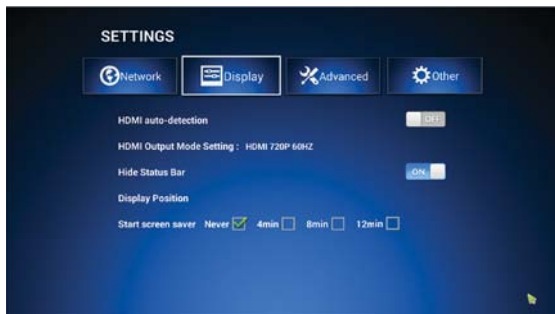 SETTINGS
Network Display Advanced Other
HDMI auto-detection OFF
HDMI Output Mode Setting : HDMI 720P 60HZ
Hide Status Bar ON
Display Position
Start screen saver Never 4min 8min 12min